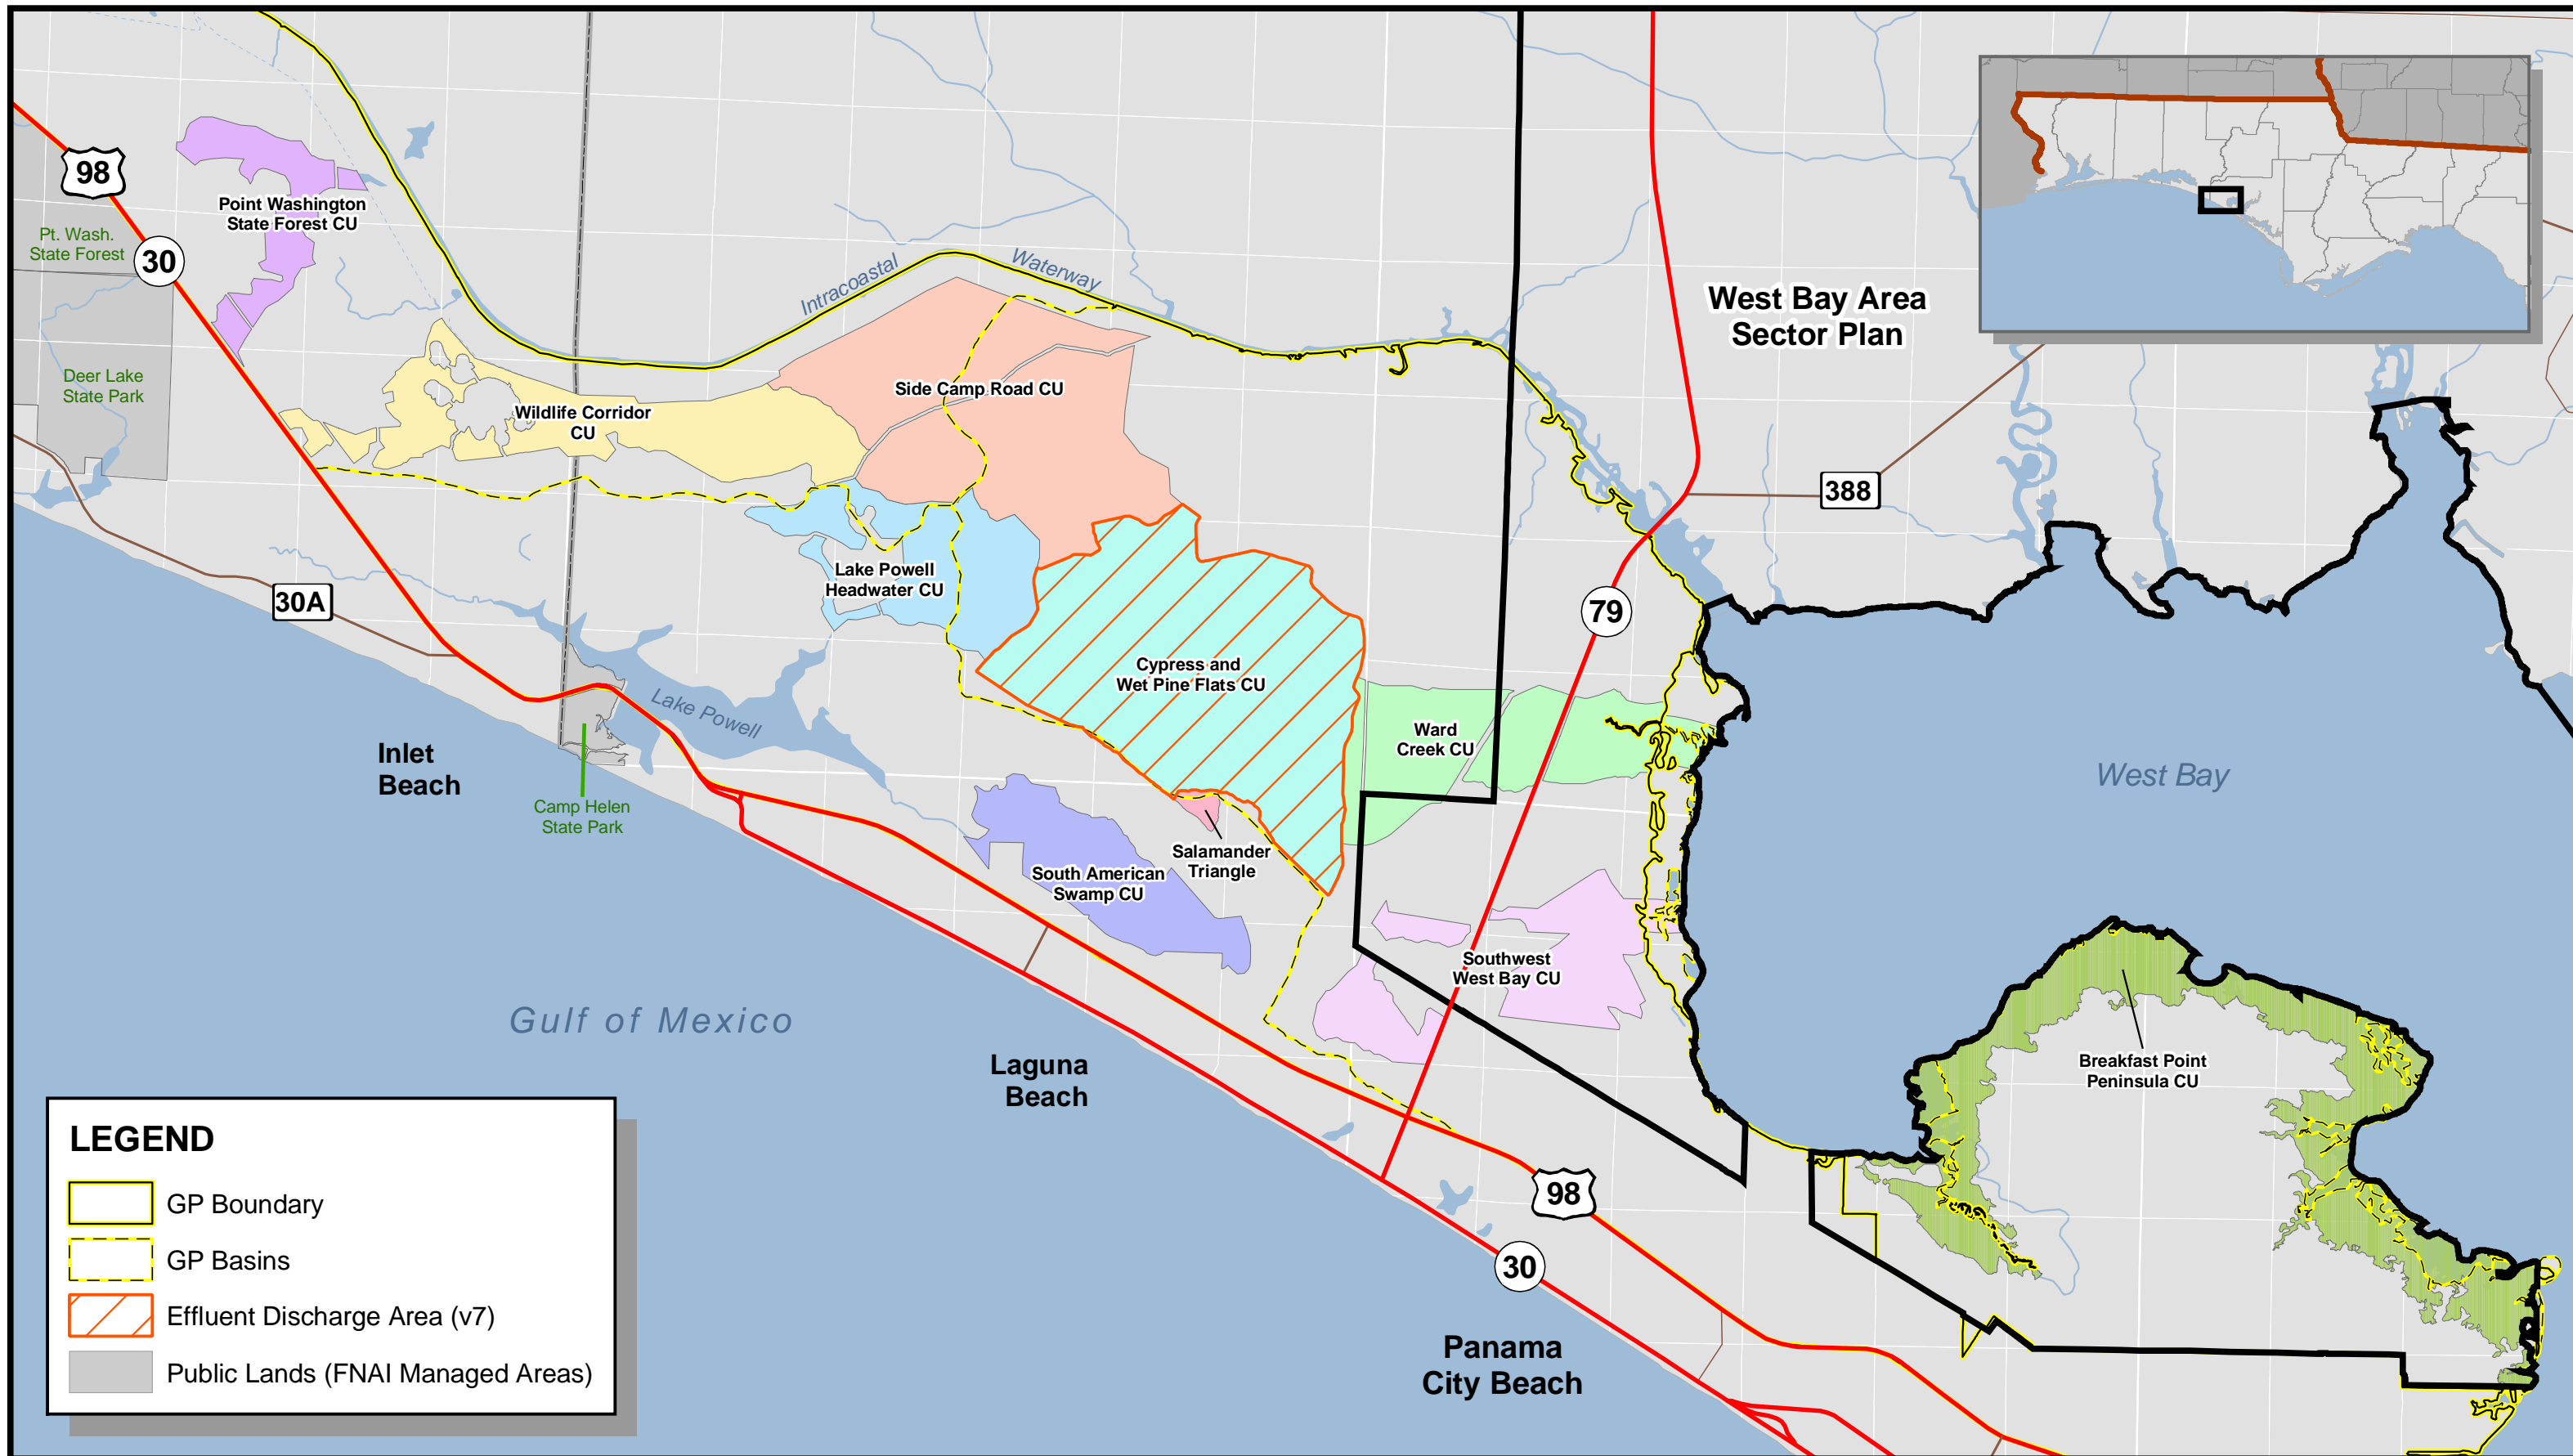 98
Point Washington
State Forest CU
Pt. Wash.
State Forest
30
Intracoastal
Waterway
West Bay Area
Sector Plan
Deer Lake
State Park
Wildlife Corridor
CU
Side Camp Road CU
388
Lake Powell
Headwater CU
30A
79
Cypress and
Wet Pine Flats CU
Lake Powell
Ward
Creek CU
Inlet
Beach
West Bay
Camp Helen
State Park
Salamander
Triangle
South American
Swamp CU
Southwest
West Bay CU
Gulf of Mexico
Laguna
Beach
Breakfast Point
Peninsula CU
98
30
Panama
City Beach
LEGEND
GP Boundary
GP Basins
Effluent Discharge Area (v7)
Public Lands (FNAI Managed Areas)